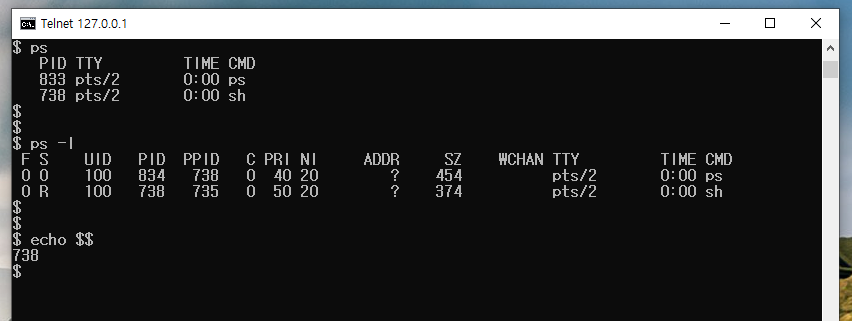 Telnet 127.0.0.1
$ ps
PID TTY TIME CMD
833 pts/2 0:00 ps
738 pts/2 0:00 sh
$
$
$ ps -l
F S UID PID PPID C PRI NI ADDR SZ ₩CHAN TTY TIME CMD
0 O 100 834 738 0 40 20 ? 454 pts/2 0:00 ps
0 R 100 738 735 0 50 20 ? 374 pts/2 0:00 sh
$
$
$ echo $$
738
$